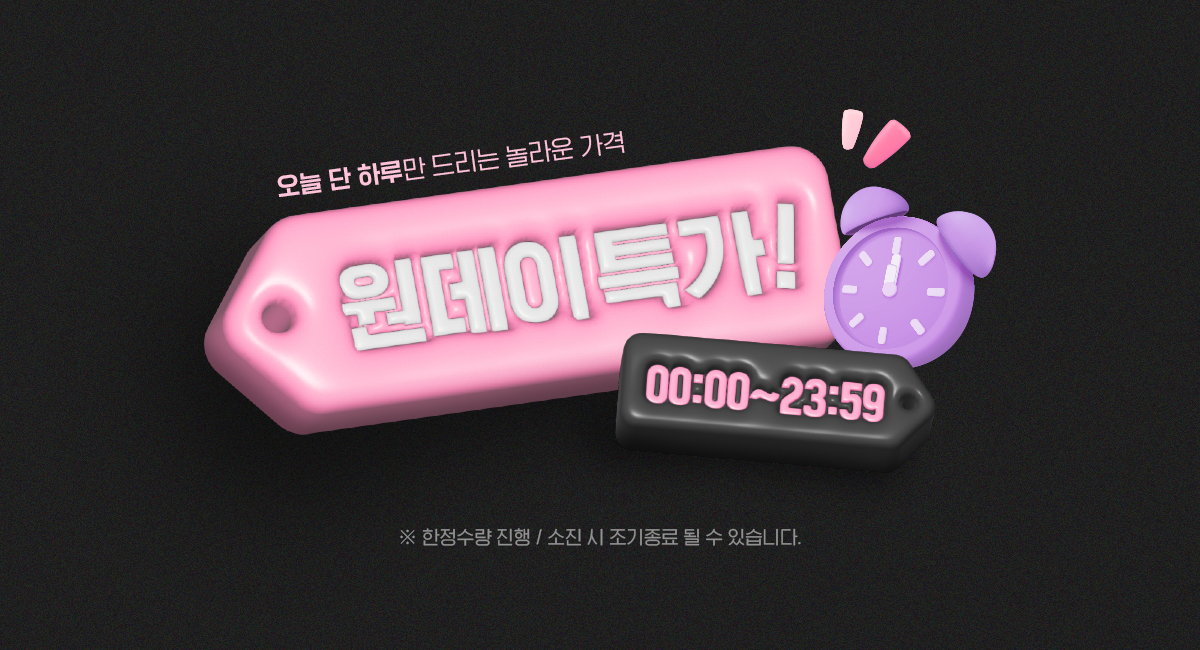 오늘 단 하루만 드리는 놀라운 가격
원데이특가!
00:00~23:59
※ 한정수량 진행 / 소진 시 조기종료 될 수 있습니다.